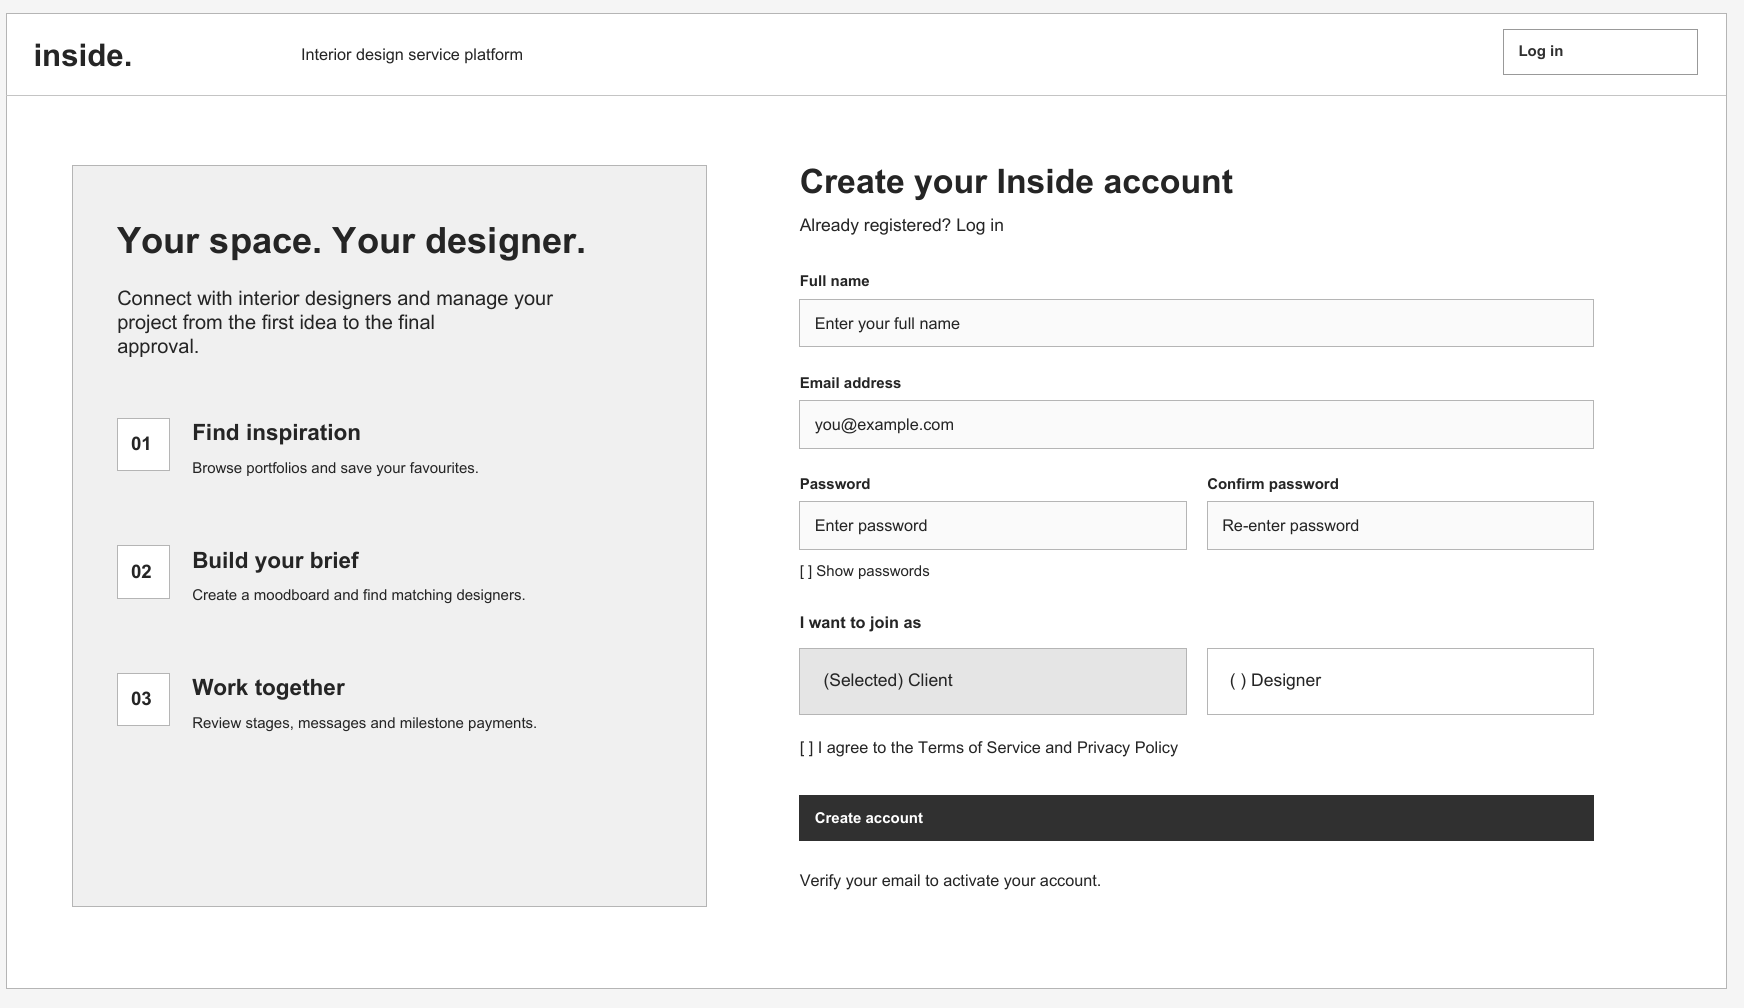 inside.
Interior design service platform
Log in
Your space. Your designer.
Connect with interior designers and manage your
project from the first idea to the final
approval.
01
Find inspiration
Browse portfolios and save your favourites.
02
Build your brief
Create a moodboard and find matching designers.
03
Work together
Review stages, messages and milestone payments.
Create your Inside account
Already registered? Log in
Full name
Enter your full name
Email address
you@example.com
Password
Confirm password
Enter password
Re-enter password
[ ] Show passwords
I want to join as
(Selected) Client
( ) Designer
[ ] I agree to the Terms of Service and Privacy Policy
Create account
Verify your email to activate your account.